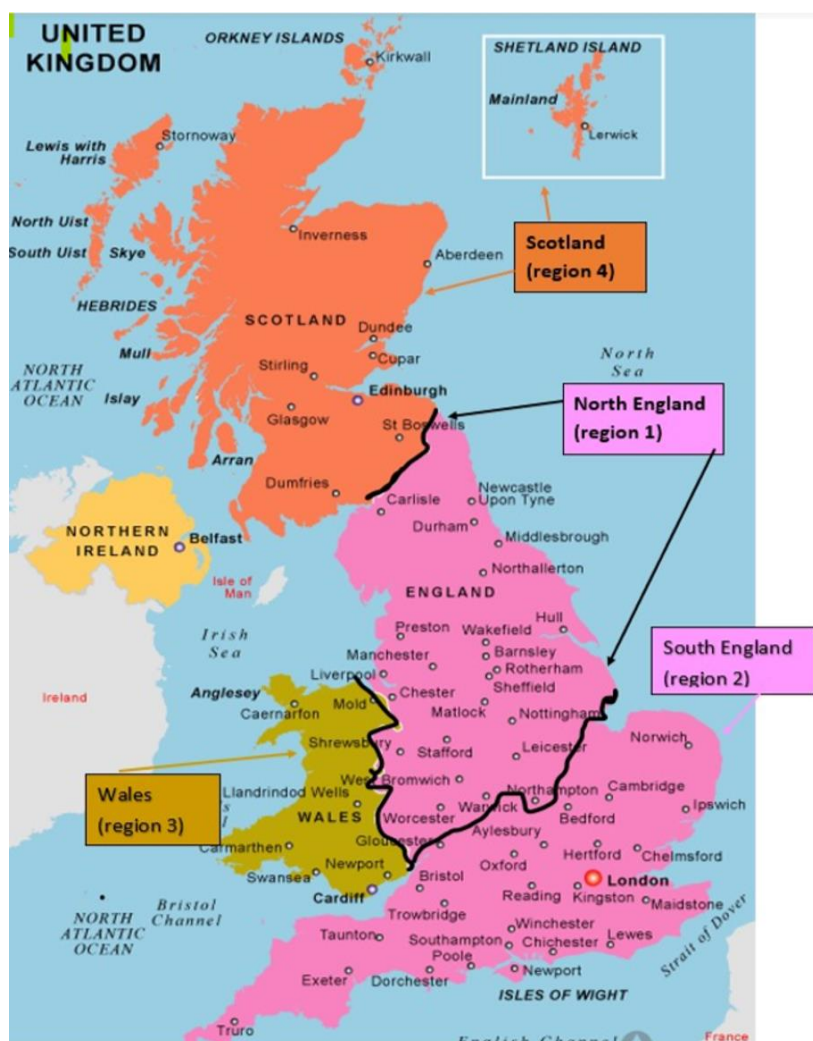 UNITED
KINGDOM
ORKNEY ISLANDS
Kirkwall
SHETLAND ISLAND
Mainland
Lerwick
Stornoway
Lewis with
Harris
North Uist
South Uist
Skye
Inverness
Aberdeen
Scotland
(region 4)
HEBRIDES
SCOTLAND
Dundee
Cupar
Mull
Stirling
NORTH
ATLANTIC
OCEAN
North
Sea
Islay
Edinburgh
Glasgow
St Boswells
North England
(region 1)
Arran
Dumfries
Carlisle
Newcastle
Upon Tyne
Durham
NORTHERN
IRELAND
Belfast
Middlesbrough
Isle of
Man
Northallerton
ENGLAND
Irish
Sea
Preston
Wakefield
Hull
Barnsley
Manchester
Rotherham
Liverpool
Sheffield
South England
(region 2)
Ireland
Anglesey
Caernarfon
Mold
Chester
Matlock
Nottingham
Shrewsbury
Stafford
Leicester
Norwich
Wales
(region 3)
Llandrindod Wells
West Bromwich
Northampton
Cambridge
WALES
Worcester
Warwick
Bedford
Ipswich
Carmarthen
Gloucester
Aylesbury
Hertford
Chelmsford
Newport
Oxford
Swansea
Cardiff
Bristol
Reading
London
Kingston
Maidstone
NORTH
ATLANTIC
OCEAN
Bristol
Channel
Trowbridge
Winchester
Strait of Dover
Taunton
Southampton
Chichester
Lewes
Poole
Exeter
Dorchester
Newport
ISLES OF WIGHT
Truro
English Channel
France